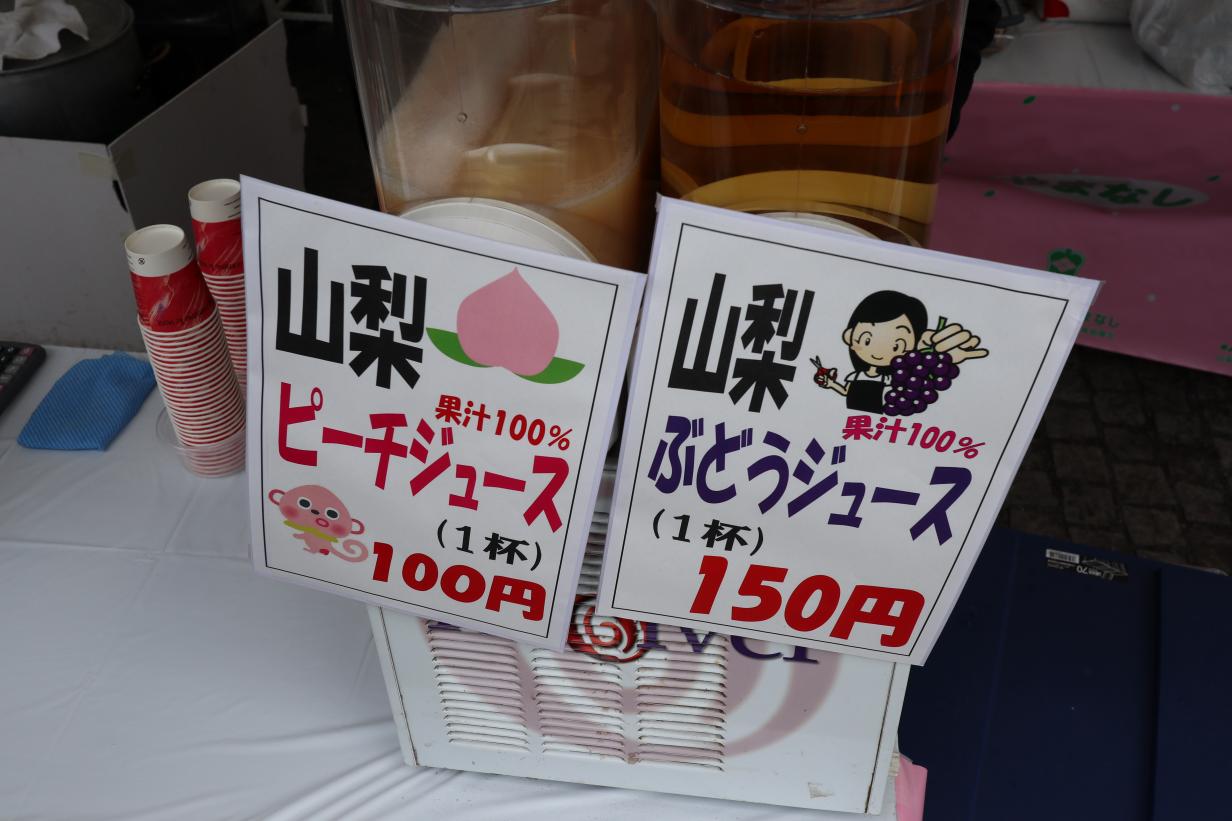 山梨
果汁100%
ピーチジュース
(1杯)
100円
山梨
果汁100%
ぶどうジュース
(1杯)
150円